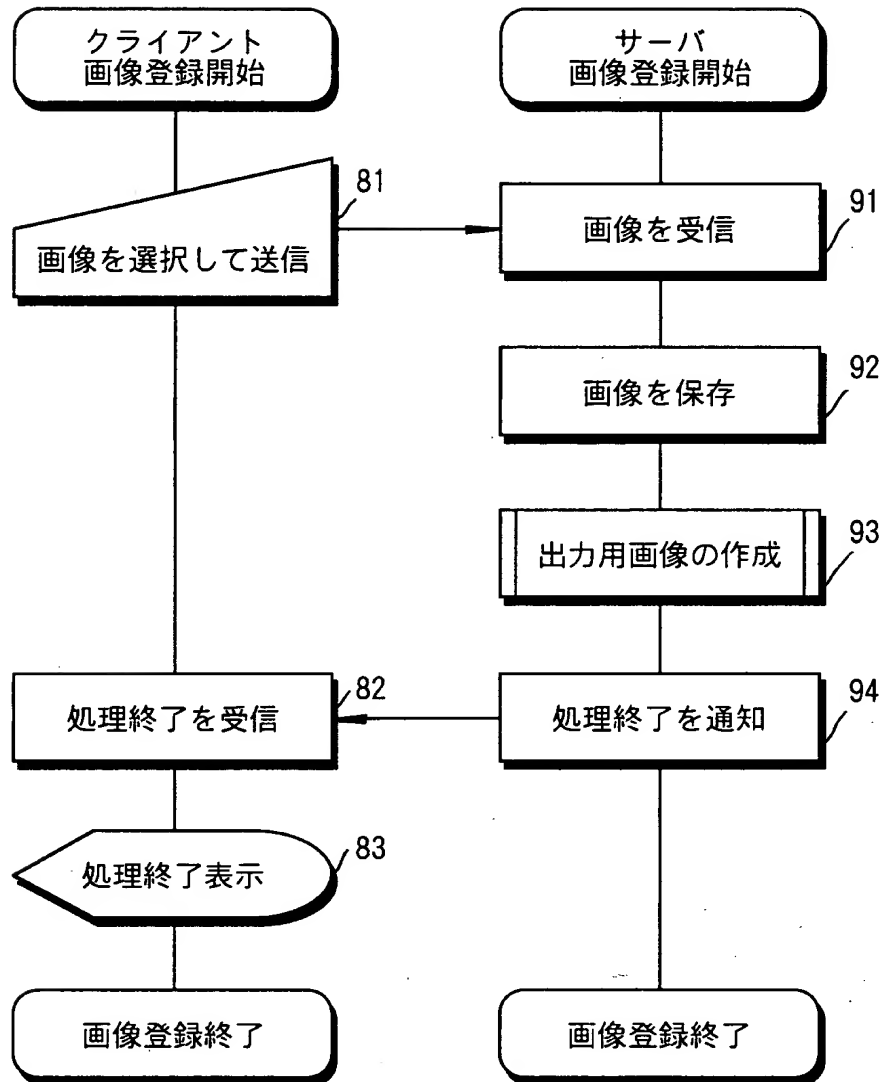 クライアント
画像登録開始
サーバ
画像登録開始
81
画像を選択して送信
画像を受信
91
画像を保存
92
出力用画像の作成
93
処理終了を受信
82
処理終了を通知
94
処理終了表示
83
画像登録終了
画像登録終了